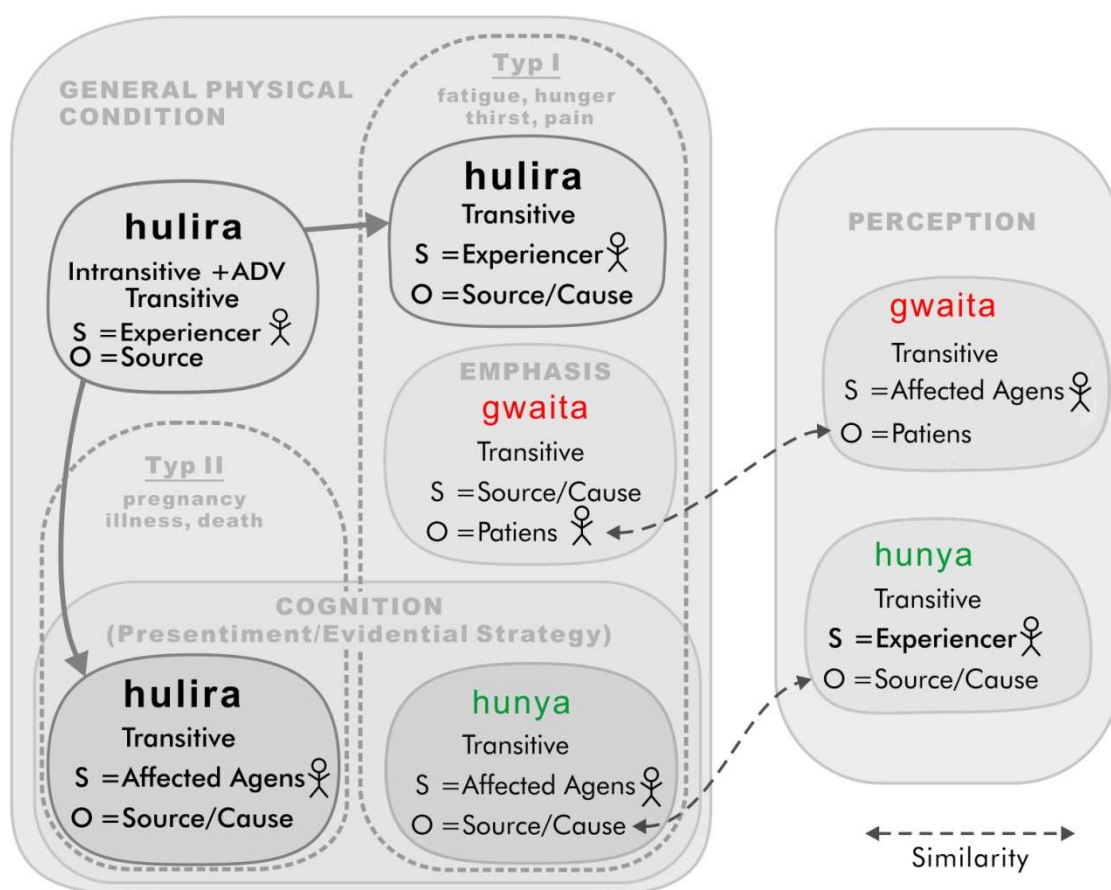 GENERAL PHYSICAL
CONDITION
Typ I
fatigue, hunger
thirst, pain
hulira
Intransitive +ADV
Transitive
S =Experiencer
O =Source
hulira
Transitive
S =Experiencer
O =Source/Cause
EMPHASIS
gwaita
Transitive
S =Source/Cause
O =Patiens
Typ II
pregnancy
illness, death
COGNITION
(Presentiment/Evidential Strategy)
hulira
Transitive
S =Affected Agens
O =Source/Cause
hunya
Transitive
S =Affected Agens
O =Source/Cause
PERCEPTION
gwaita
Transitive
S =Affected Agens
O =Patiens
hunya
Transitive
S =Experiencer
O =Source/Cause
Similarity